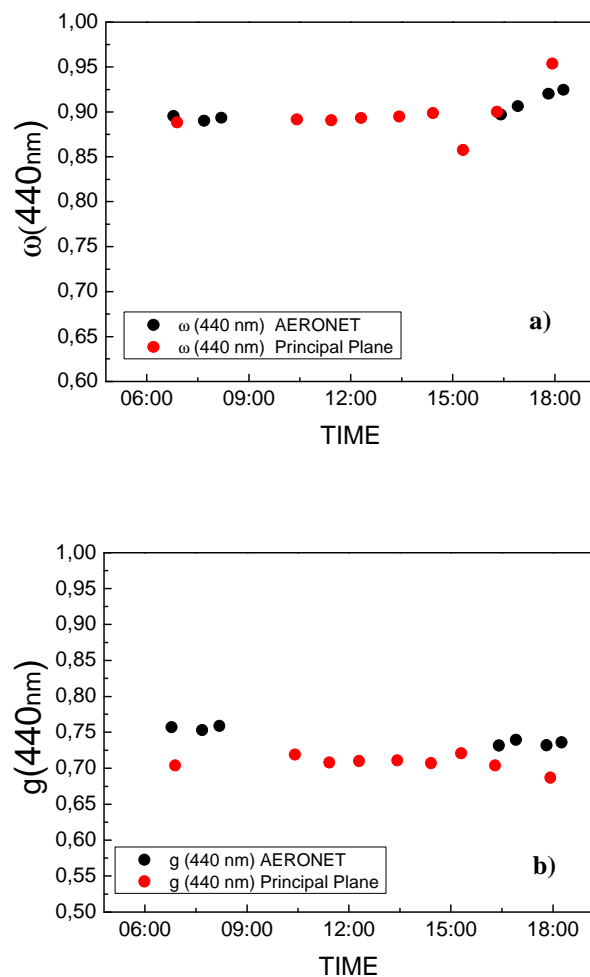 1,00
0,95
0,90
0,85
0,80
0,75
0,70
0,65
0,60
ω(440nm)
ω (440 nm) AERONET
ω (440 nm) Principal Plane
a)
06:00 09:00 12:00 15:00 18:00
TIME
1,00
0,95
0,90
0,85
0,80
0,75
0,70
0,65
0,60
0,55
0,50
g(440nm)
g (440 nm) AERONET
g (440 nm) Principal Plane
b)
06:00 09:00 12:00 15:00 18:00
TIME